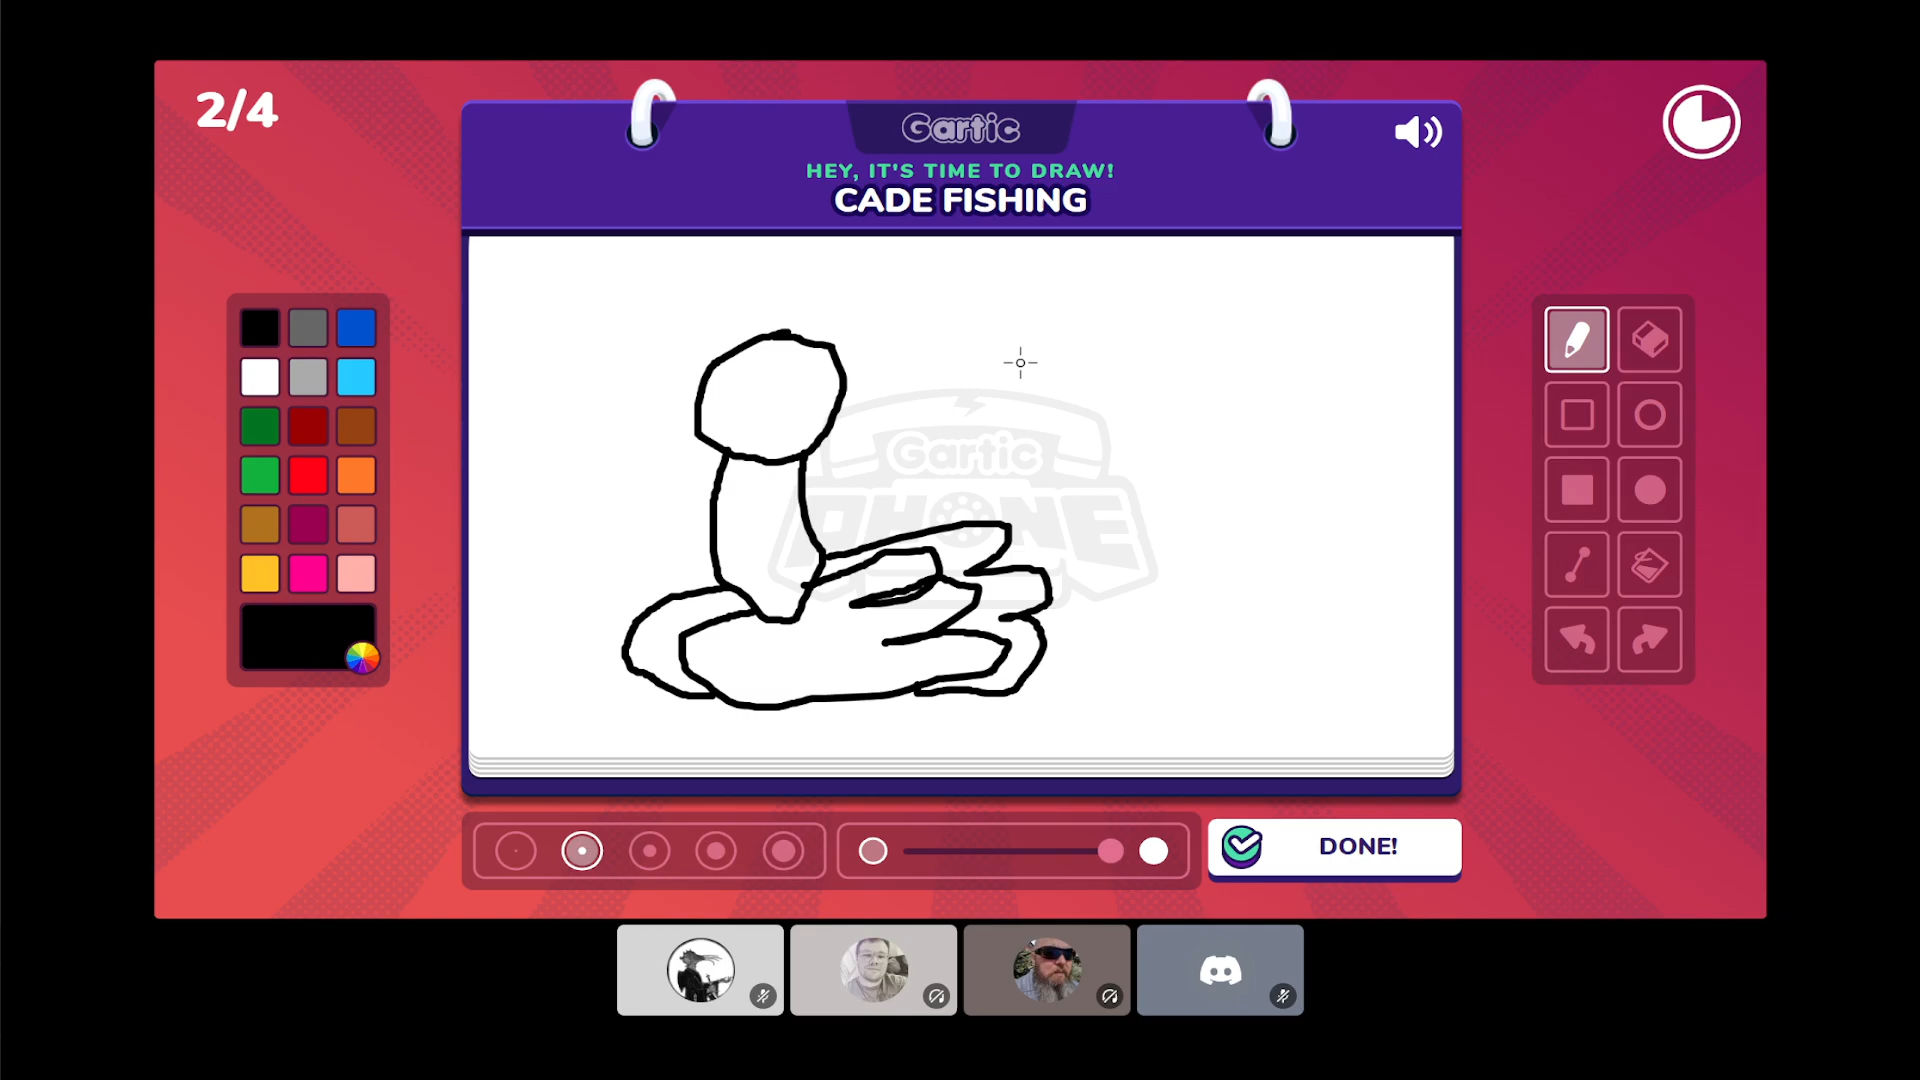 2/4
Gartic
HEY, IT'S TIME TO DRAW!
CADE FISHING
Gartic
PHONE
DONE!